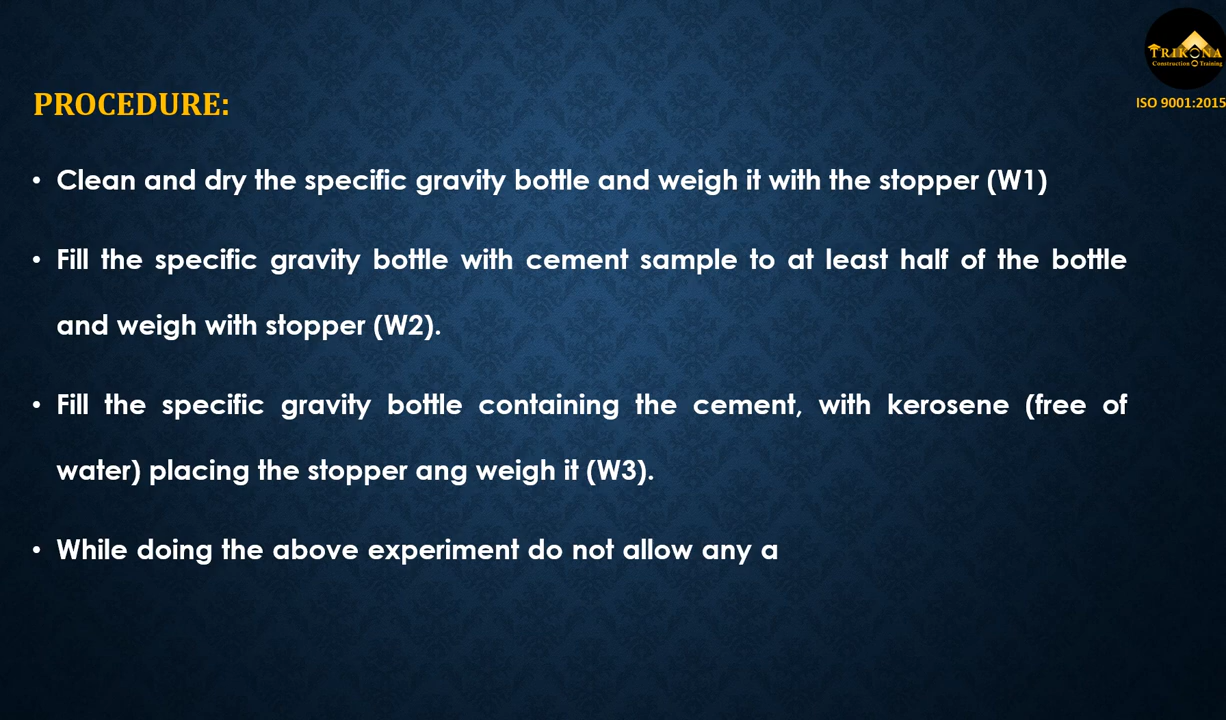 TRIKONA
Construction Training
ISO 9001:2015
PROCEDURE:
• Clean and dry the specific gravity bottle and weigh it with the stopper (W1)
• Fill the specific gravity bottle with cement sample to at least half of the bottle
and weigh with stopper (W2).
• Fill the specific gravity bottle containing the cement, with kerosene (free of
water) placing the stopper ang weigh it (W3).
• While doing the above experiment do not allow any a